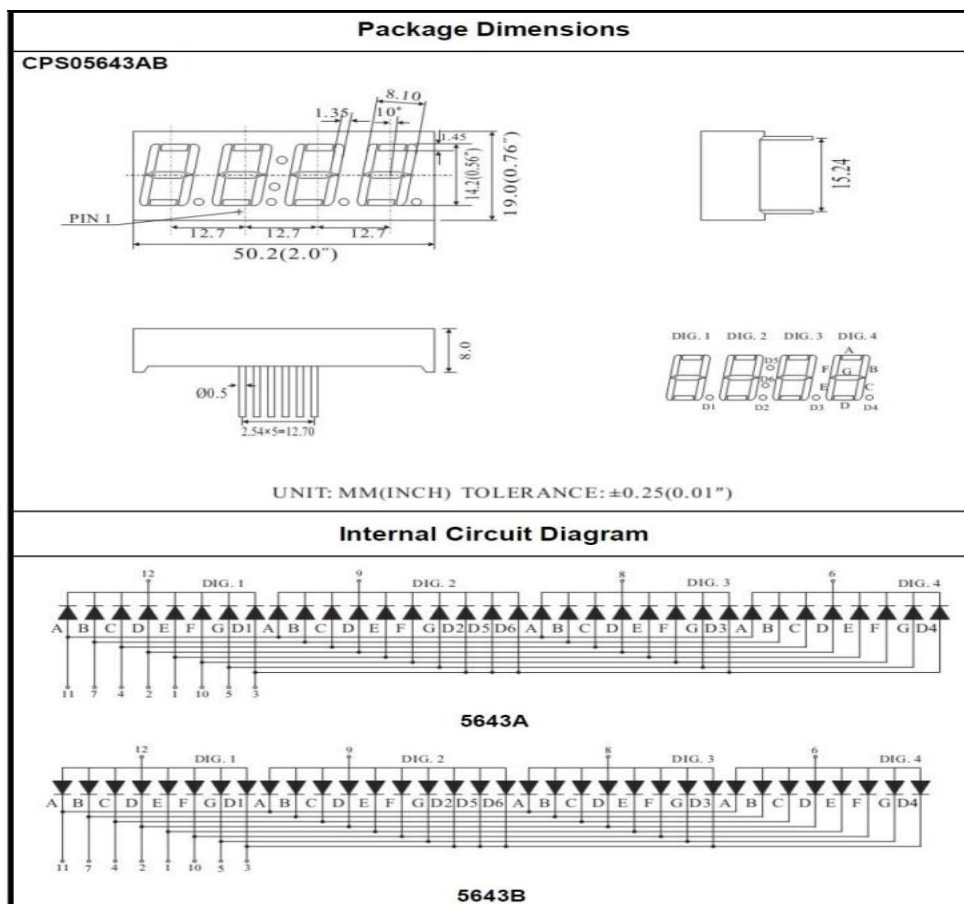 Package Dimensions
CPS05643AB
8.10
1.35 10°
1.45
14.2(0.56")
19.0(0.76")
15.24
PIN 1
12.7 12.7 12.7
50.2(2.0")
8.0
Ø0.5
2.54×5=12.70
DIG. 1 DIG. 2 DIG. 3 DIG. 4
A
D5
F G B
D6
E C
D1 D2 D3 D D4
UNIT: MM(INCH) TOLERANCE: ±0.25(0.01")
Internal Circuit Diagram
12 DIG. 1 9 DIG. 2 8 DIG. 3 6 DIG. 4
A B C D E F G D1 A B C D E F G D2 D5 D6 A B C D E F G D3 A B C D E F G D4
11 7 4 2 1 10 5 3
5643A
12 DIG. 1 9 DIG. 2 8 DIG. 3 6 DIG. 4
A B C D E F G D1 A B C D E F G D2 D5 D6 A B C D E F G D3 A B C D E F G D4
11 7 4 2 1 10 5 3
5643B